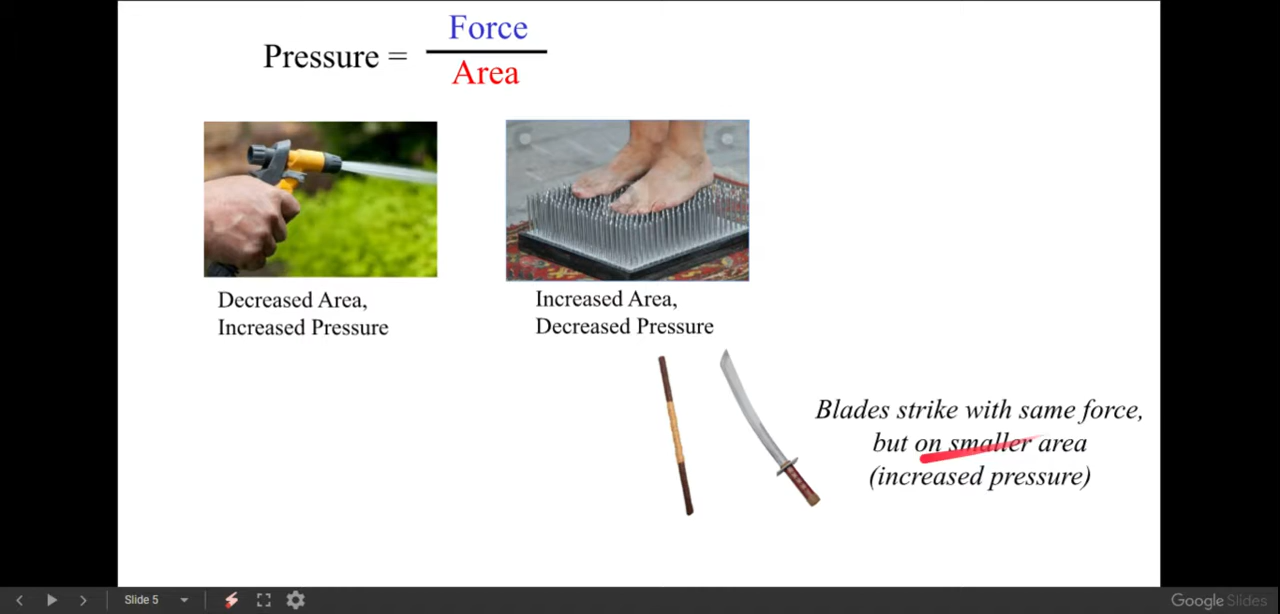 Force
Pressure =
Area
Decreased Area,
Increased Pressure
Increased Area,
Decreased Pressure
Blades strike with same force,
but on smaller area
(increased pressure)
Slide 5
Google Slides